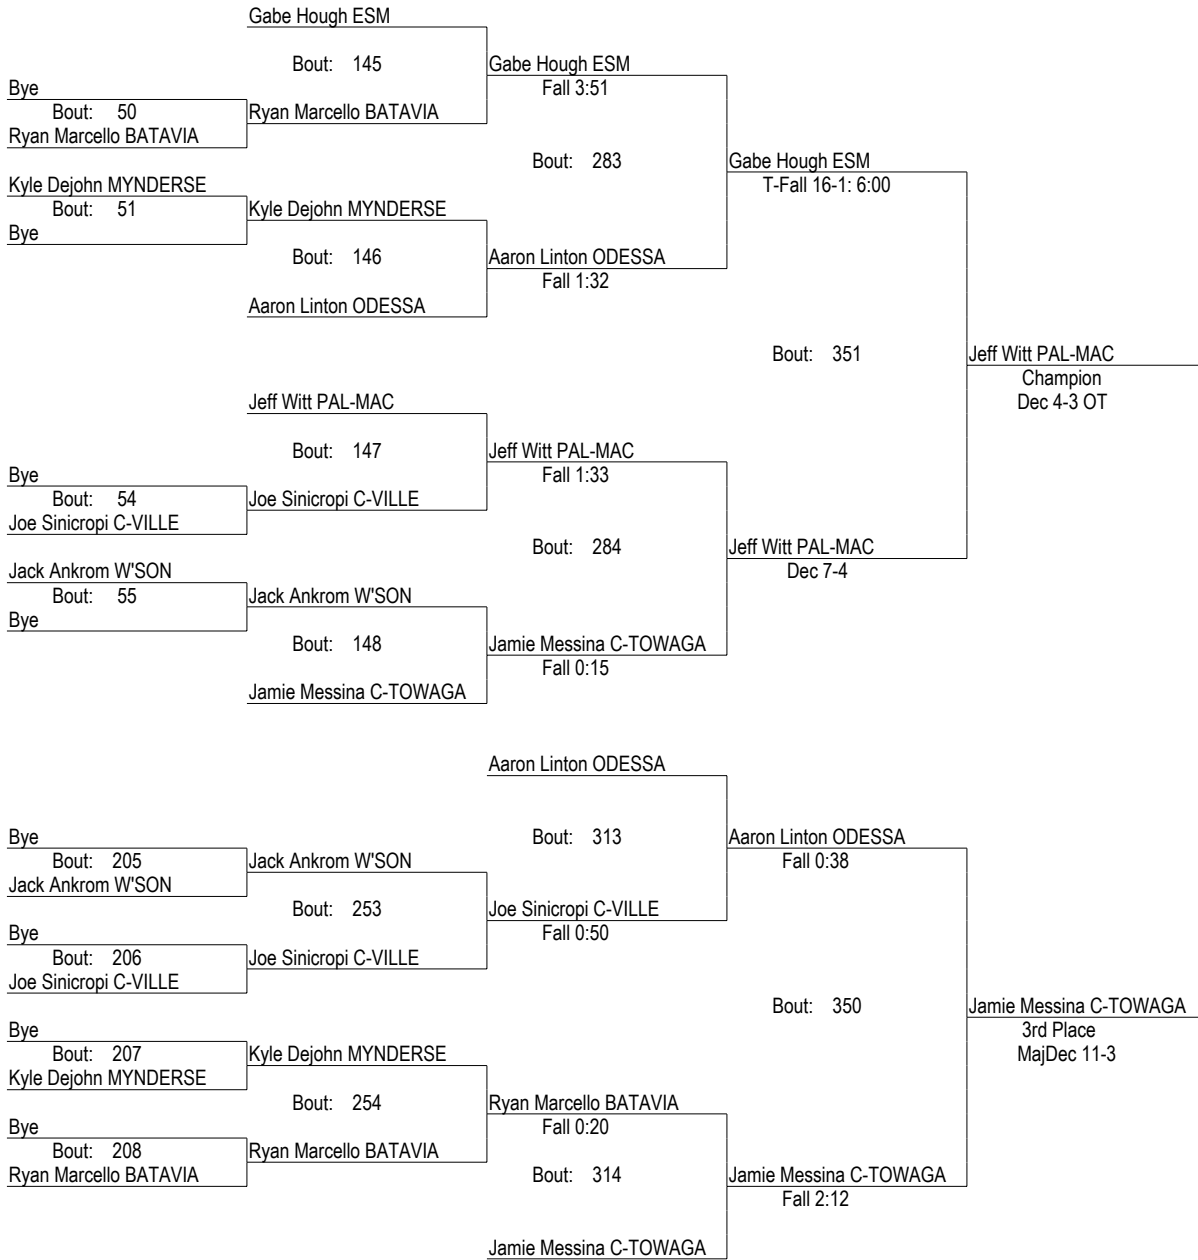 Gabe Hough ESM
Bout: 145
Gabe Hough ESM
Fall 3:51
Bye
Bout: 50
Ryan Marcello BATAVIA
Ryan Marcello BATAVIA
Bout: 283
Gabe Hough ESM
T-Fall 16-1: 6:00
Kyle Dejohn MYNDERSE
Bout: 51
Kyle Dejohn MYNDERSE
Bye
Bout: 146
Aaron Linton ODESSA
Fall 1:32
Aaron Linton ODESSA
Bout: 351
Jeff Witt PAL-MAC
Champion
Dec 4-3 OT
Jeff Witt PAL-MAC
Bout: 147
Jeff Witt PAL-MAC
Fall 1:33
Bye
Bout: 54
Joe Sinicropi C-VILLE
Joe Sinicropi C-VILLE
Bout: 284
Jeff Witt PAL-MAC
Dec 7-4
Jack Ankrom W'SON
Bout: 55
Jack Ankrom W'SON
Bye
Bout: 148
Jamie Messina C-TOWAGA
Fall 0:15
Jamie Messina C-TOWAGA
Aaron Linton ODESSA
Bout: 313
Aaron Linton ODESSA
Fall 0:38
Bye
Bout: 205
Jack Ankrom W'SON
Jack Ankrom W'SON
Bout: 253
Joe Sinicropi C-VILLE
Fall 0:50
Bye
Bout: 206
Joe Sinicropi C-VILLE
Joe Sinicropi C-VILLE
Bout: 350
Jamie Messina C-TOWAGA
3rd Place
MajDec 11-3
Bye
Bout: 207
Kyle Dejohn MYNDERSE
Kyle Dejohn MYNDERSE
Bout: 254
Ryan Marcello BATAVIA
Fall 0:20
Bye
Bout: 208
Ryan Marcello BATAVIA
Ryan Marcello BATAVIA
Bout: 314
Jamie Messina C-TOWAGA
Fall 2:12
Jamie Messina C-TOWAGA